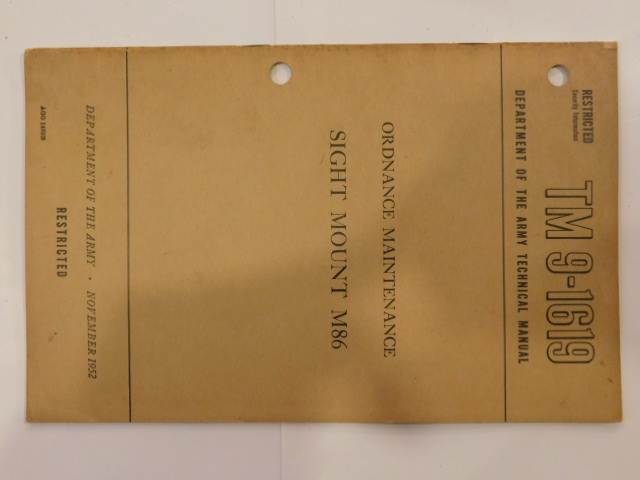 RESTRICTED
Security Information
TM 9-1619
DEPARTMENT OF THE ARMY TECHNICAL MANUAL
ORDNANCE MAINTENANCE
SIGHT MOUNT M86
DEPARTMENT OF THE ARMY • NOVEMBER 1952
RESTRICTED